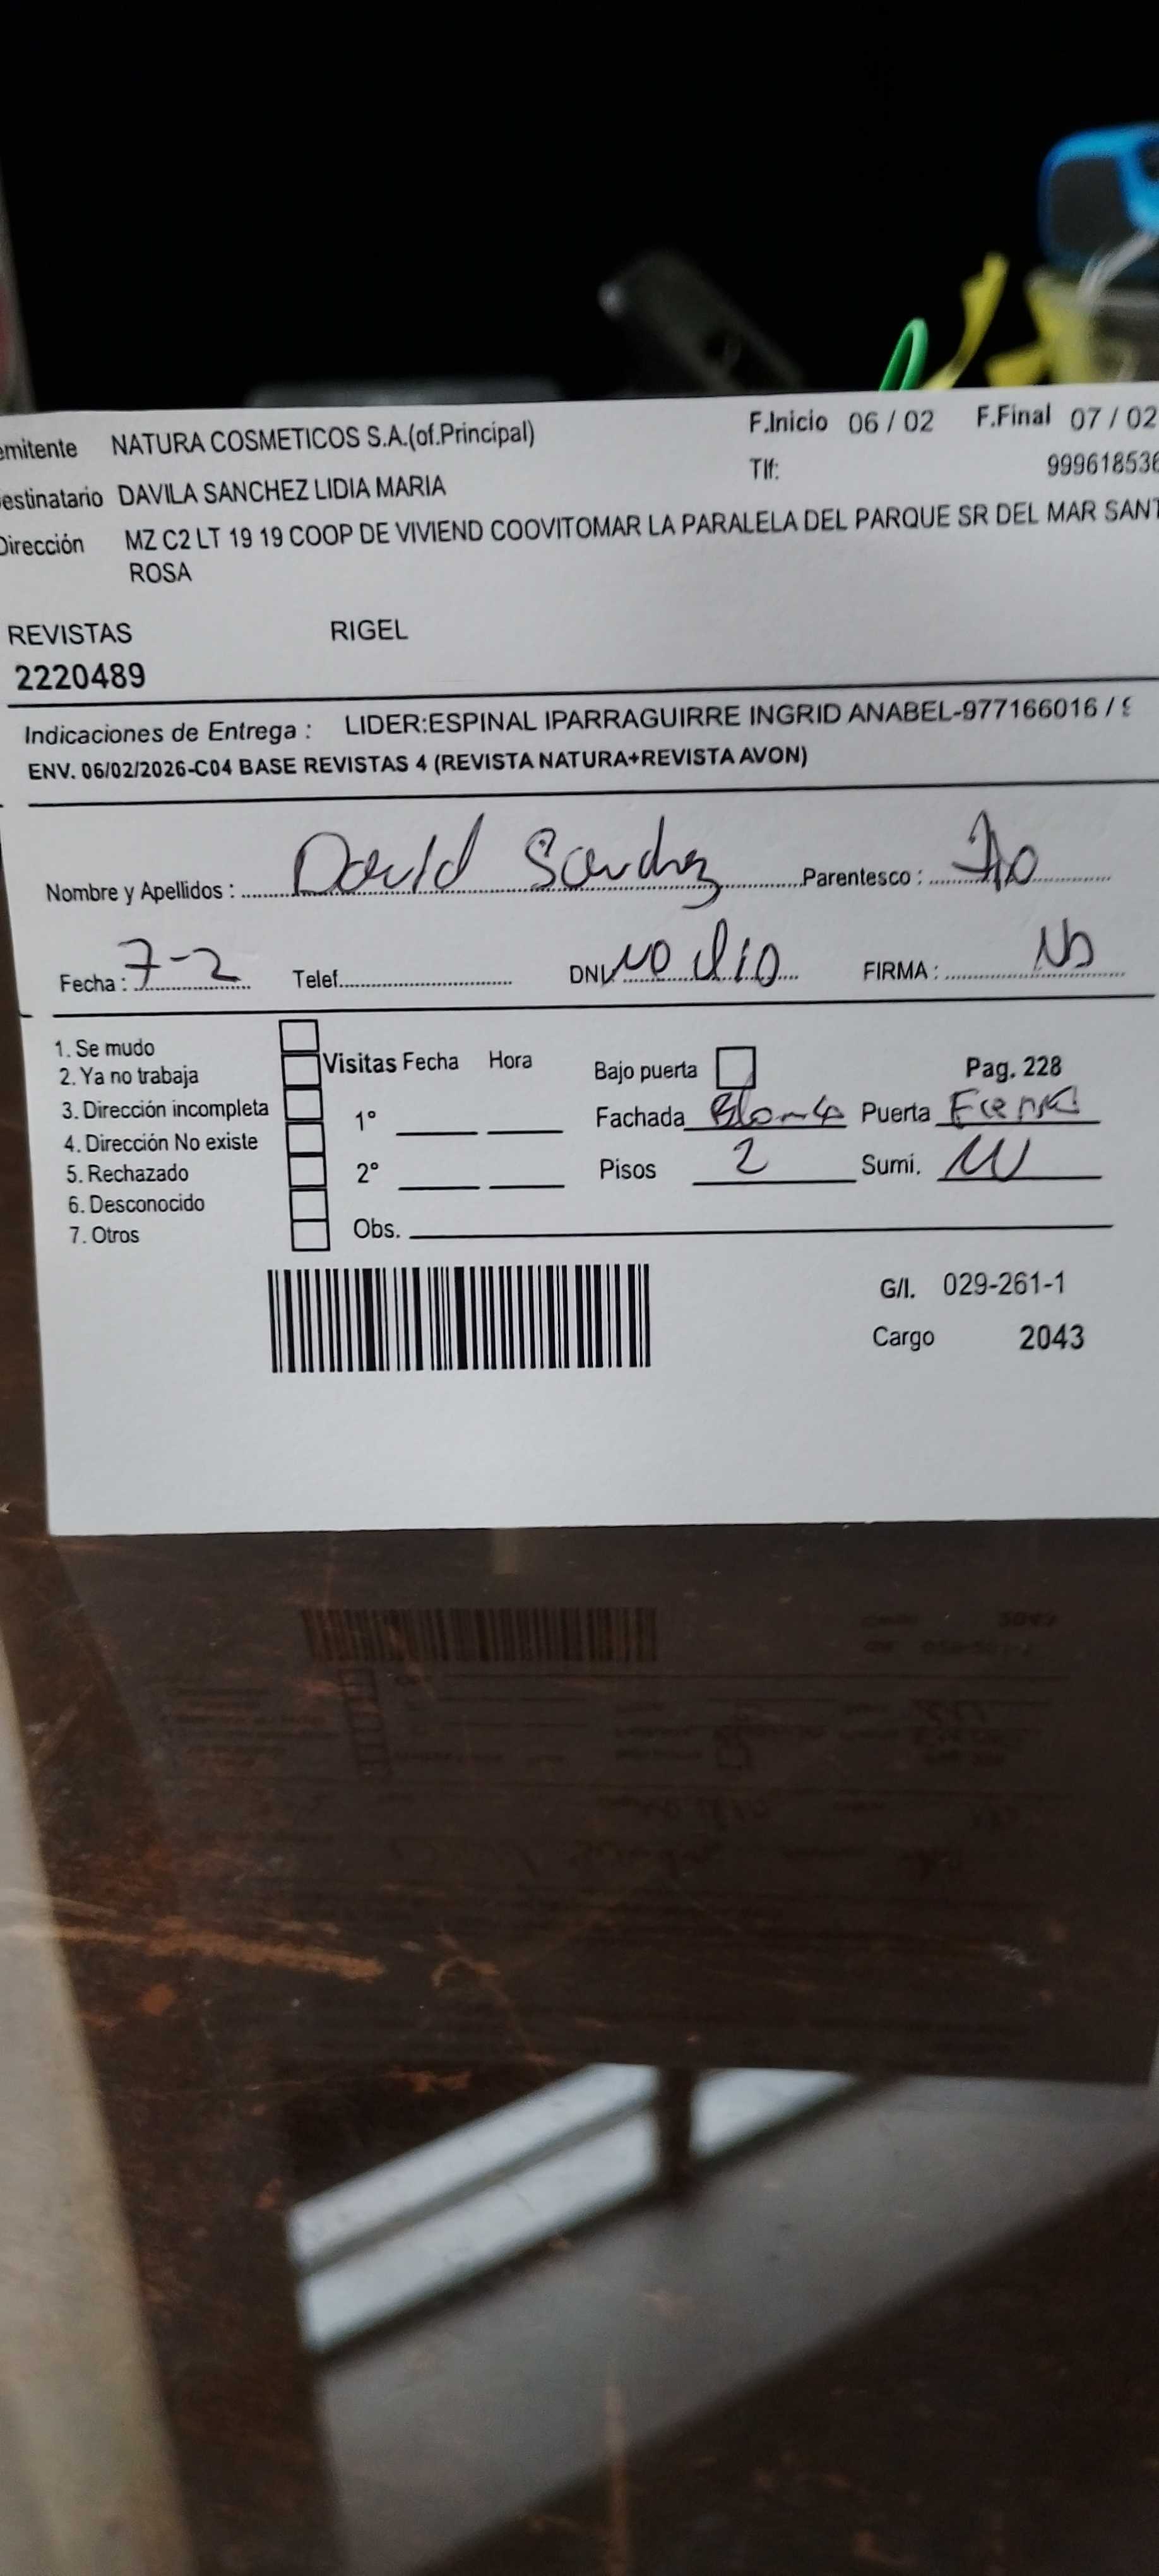 emitente NATURA COSMETICOS S.A.(of.Principal) F.Inicio 06 / 02 F.Final 07 / 02
Tlf: 999618536
estinatario DAVILA SANCHEZ LIDIA MARIA
Dirección MZ C2 LT 19 19 COOP DE VIVIEND COOVITOMAR LA PARALELA DEL PARQUE SR DEL MAR SANT
ROSA
REVISTAS RIGEL
2220489
Indicaciones de Entrega : LIDER:ESPINAL IPARRAGUIRRE INGRID ANABEL-977166016 /
ENV. 06/02/2026-C04 BASE REVISTAS 4 (REVISTA NATURA+REVISTA AVON)
Nombre y Apellidos : David Sanchez Parentesco :
Fecha : 7-2 Telef. DNI. NO dio FIRMA : No
1. Se mudo
2. Ya no trabaja
3. Dirección incompleta
4. Dirección No existe
5. Rechazado
6. Desconocido
7. Otros
Visitas Fecha Hora
1°
2°
Obs.
Bajo puerta Pag. 228
Fachada Blanca Puerta
Pisos 2 Sumi.
G/I. 029-261-1
Cargo 2043